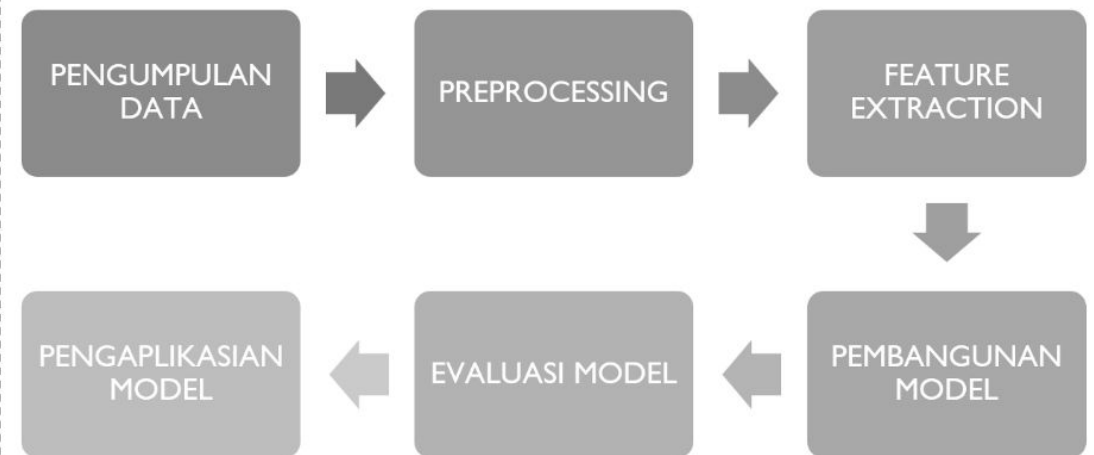 PENGUMPULAN
DATA
PREPROCESSING
FEATURE
EXTRACTION
PEMBANGUNAN
MODEL
EVALUASI MODEL
PENGAPLIKASIAN
MODEL